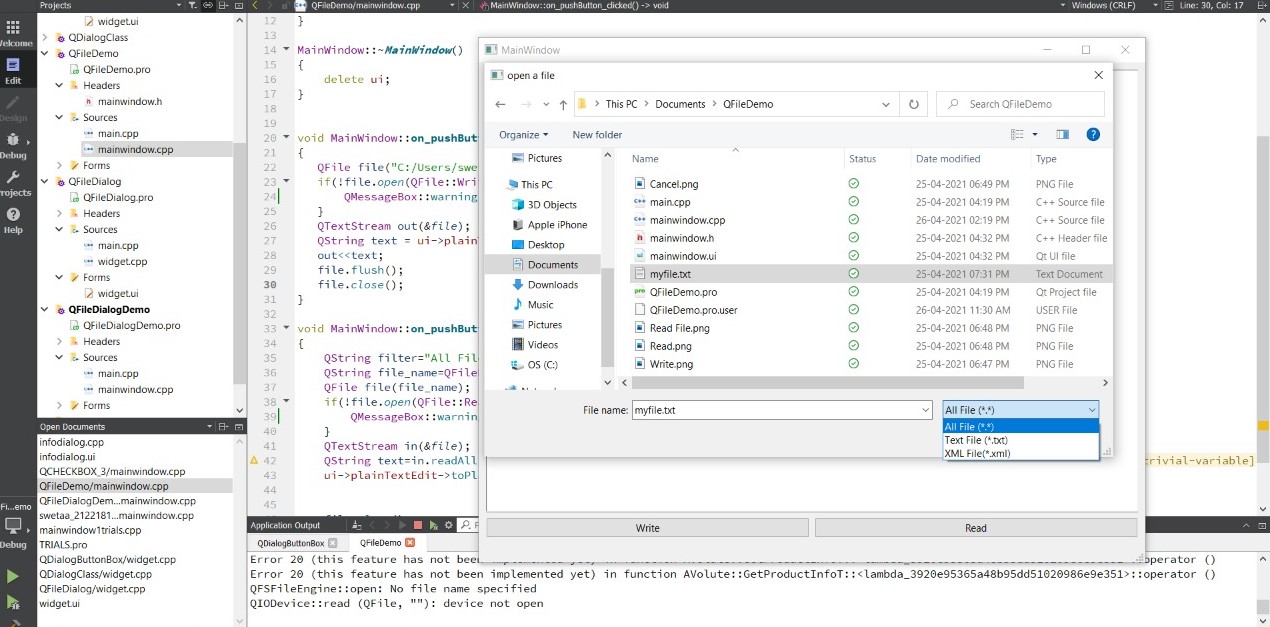 Projects
QFileDemo/mainwindow.cpp
MainWindow::on_pushButton_clicked() -> void
Windows (CRLF)
Line: 30, Col: 17
Welcome
Edit
Design
Debug
Projects
Help
Debug
widget.ui
QDialogClass
QFileDemo
QFileDemo.pro
Headers
mainwindow.h
Sources
main.cpp
mainwindow.cpp
Forms
QFileDialog
QFileDialog.pro
Headers
Sources
main.cpp
widget.cpp
Forms
widget.ui
QFileDialogDemo
QFileDialogDemo.pro
Headers
Sources
main.cpp
mainwindow.cpp
Forms
Open Documents
infodialog.cpp
infodialog.ui
QCHECKBOX_3/mainwindow.cpp
QFileDemo/mainwindow.cpp
QFileDialogDem...mainwindow.cpp
swetaa_2122181...mainwindow.cpp
mainwindow1trials.cpp
TRIALS.pro
QDialogButtonBox/widget.cpp
QDialogClass/widget.cpp
QFileDialog/widget.cpp
widget.ui
12 }
13
14 MainWindow::~MainWindow()
15 {
16 delete ui;
17 }
18
19
20 void MainWindow::on_pushBut
21 {
22 QFile file("C:/Users/swe
23 if(!file.open(QFile::Wri
24 QMessageBox::warning
25 }
26 QTextStream out(&file);
27 QString text = ui->plain
28 out<<text;
29 file.flush();
30 file.close();
31 }
32
33 void MainWindow::on_pushBut
34 {
35 QString filter="All Fil
36 QString file_name=QFile
37 QFile file(file_name);
38 if(!file.open(QFile::Re
39 QMessageBox::warnin
40 }
41 QTextStream in(&file);
42 QString text=in.readAll
43 ui->plainTextEdit->toPl
44
45
trivial-variable]
MainWindow
open a file
This PC > Documents > QFileDemo
Search QFileDemo
Organize
New folder
Pictures
This PC
3D Objects
Apple iPhone
Desktop
Documents
Downloads
Music
Pictures
Videos
OS (C:)
Name Status Date modified Type
Cancel.png 25-04-2021 06:49 PM PNG File
main.cpp 25-04-2021 04:19 PM C++ Source file
mainwindow.cpp 26-04-2021 02:19 PM C++ Source file
mainwindow.h 25-04-2021 04:32 PM C++ Header file
mainwindow.ui 25-04-2021 04:32 PM Qt UI file
myfile.txt 25-04-2021 07:31 PM Text Document
QFileDemo.pro 25-04-2021 04:19 PM Qt Project file
QFileDemo.pro.user 26-04-2021 11:30 AM USER File
Read File.png 25-04-2021 06:48 PM PNG File
Read.png 25-04-2021 06:48 PM PNG File
Write.png 25-04-2021 06:47 PM PNG File
File name: myfile.txt
All File (*.*)
All File (*.*)
Text File (*.txt)
XML File(*.xml)
Write
Read
Application Output
QDialogButtonBox
QFileDemo
Error 20 (this feature has not been operator ()
Error 20 (this feature has not been implemented yet) in function AVolute::GetProductInfoT::<lambda_3920e95365a48b95dd51020986e9e351>::operator ()
QFSFileEngine::open: No file name specified
QIODevice::read (QFile, ""): device not open